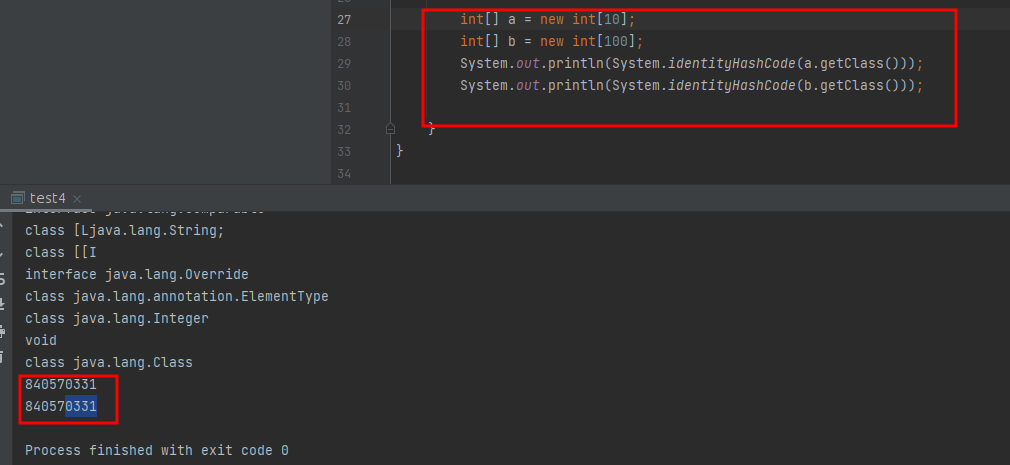 27 int[] a = new int[10];
28 int[] b = new int[100];
29 System.out.println(System.identityHashCode(a.getClass()));
30 System.out.println(System.identityHashCode(b.getClass()));
31
32 }
33 }
34
test4 ×
class [Ljava.lang.String;
class [[I
interface java.lang.Override
class java.lang.annotation.ElementType
class java.lang.Integer
void
class java.lang.Class
840570331
840570331
Process finished with exit code 0